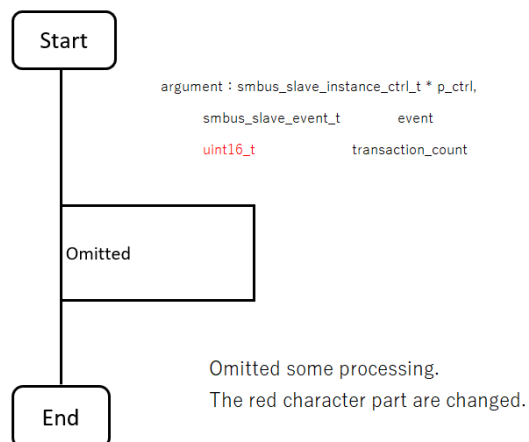 Start
argument：smbus_slave_instance_ctrl_t * p_ctrl,
smbus_slave_event_t event
uint16_t transaction_count
Omitted
Omitted some processing.
The red character part are changed.
End